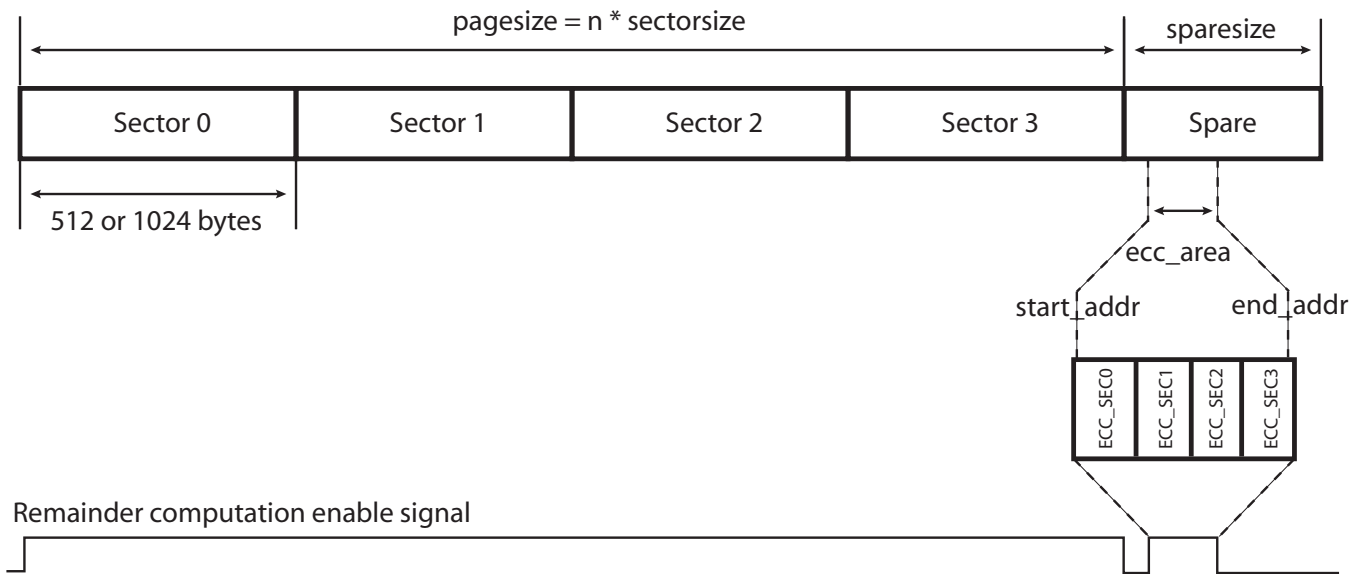 pagesize = n * sectorsize
sparesize
Sector 0
Sector 1
Sector 2
Sector 3
Spare
512 or 1024 bytes
ecc_area
start_addr
end_addr
ECC_SEC0
ECC_SEC1
ECC_SEC2
ECC_SEC3
Remainder computation enable signal